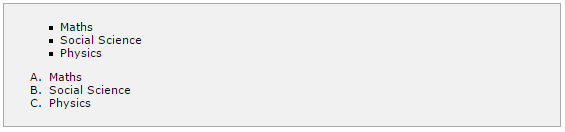 ▪ Maths
▪ Social Science
▪ Physics
A. Maths
B. Social Science
C. Physics